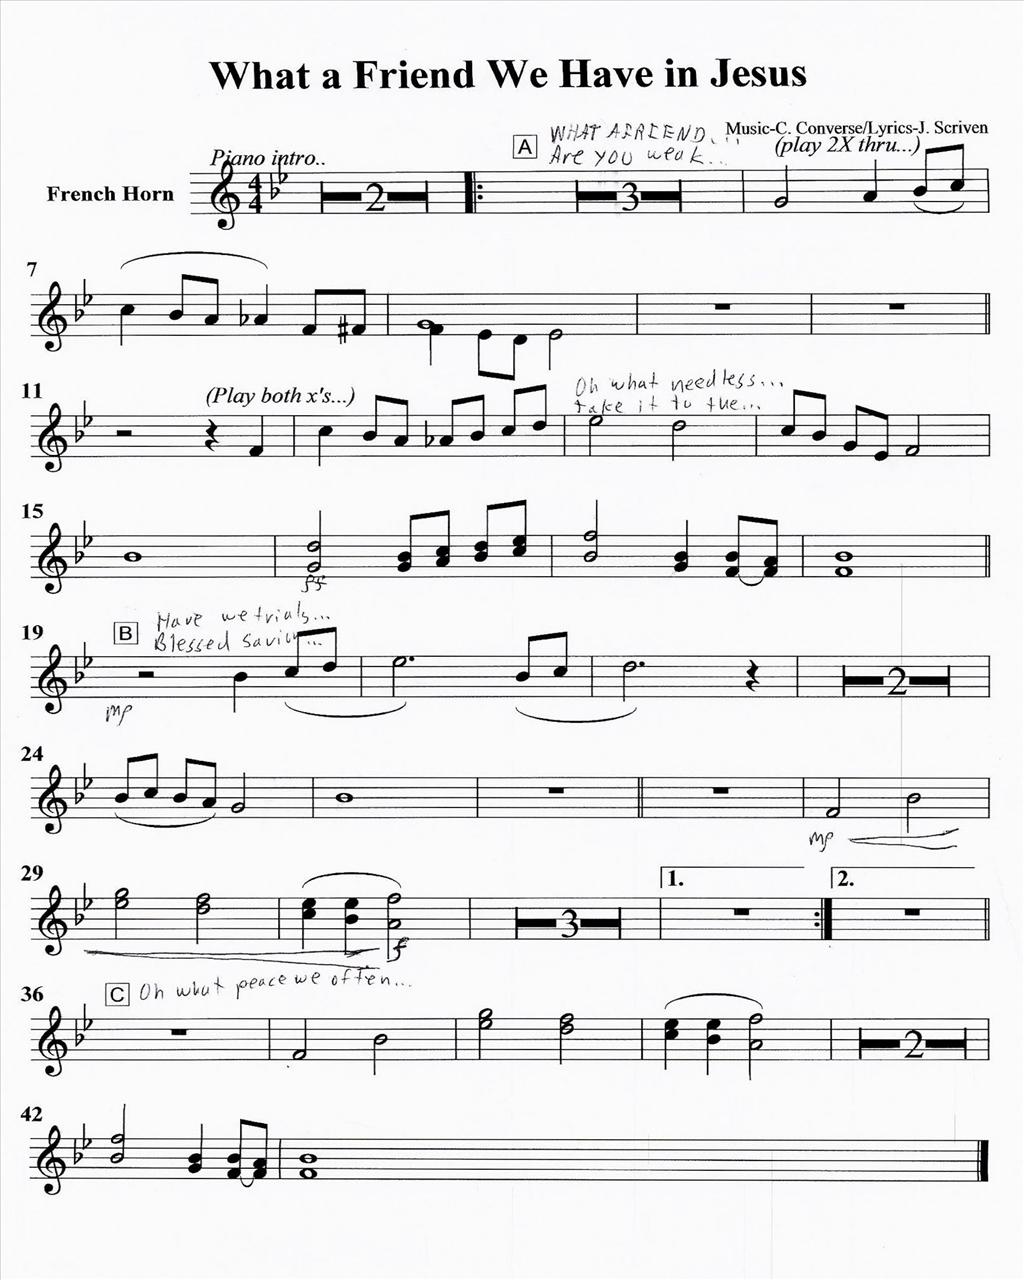 What a Friend We Have in Jesus
Music-C. Converse/Lyrics-J. Scriven
A WHAT A FRIEND...
Are you weak...
(play 2X thru...)
Piano intro..
French Horn
2
3
7
11
(Play both x's...)
Oh what needless...
take it to the...
15
ff
19
B
Have we trials...
Blessed Savior...
mp
2
24
mp
29
3
1.
2.
f
36
C Oh what peace we often...
2
42